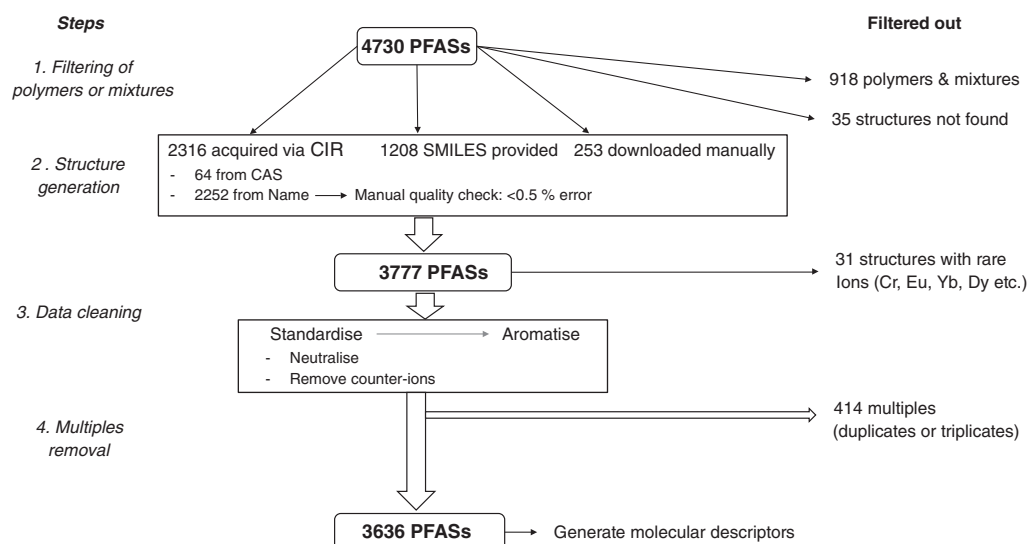 Steps
Filtered out
4730 PFASs
1. Filtering of
polymers or mixtures
918 polymers & mixtures
35 structures not found
2 . Structure
generation
2316 acquired via CIR 1208 SMILES provided 253 downloaded manually
- 64 from CAS
- 2252 from Name Manual quality check: <0.5 % error
3777 PFASs
31 structures with rare
Ions (Cr, Eu, Yb, Dy etc.)
3. Data cleaning
Standardise Aromatise
- Neutralise
- Remove counter-ions
4. Multiples
removal
414 multiples
(duplicates or triplicates)
3636 PFASs
Generate molecular descriptors